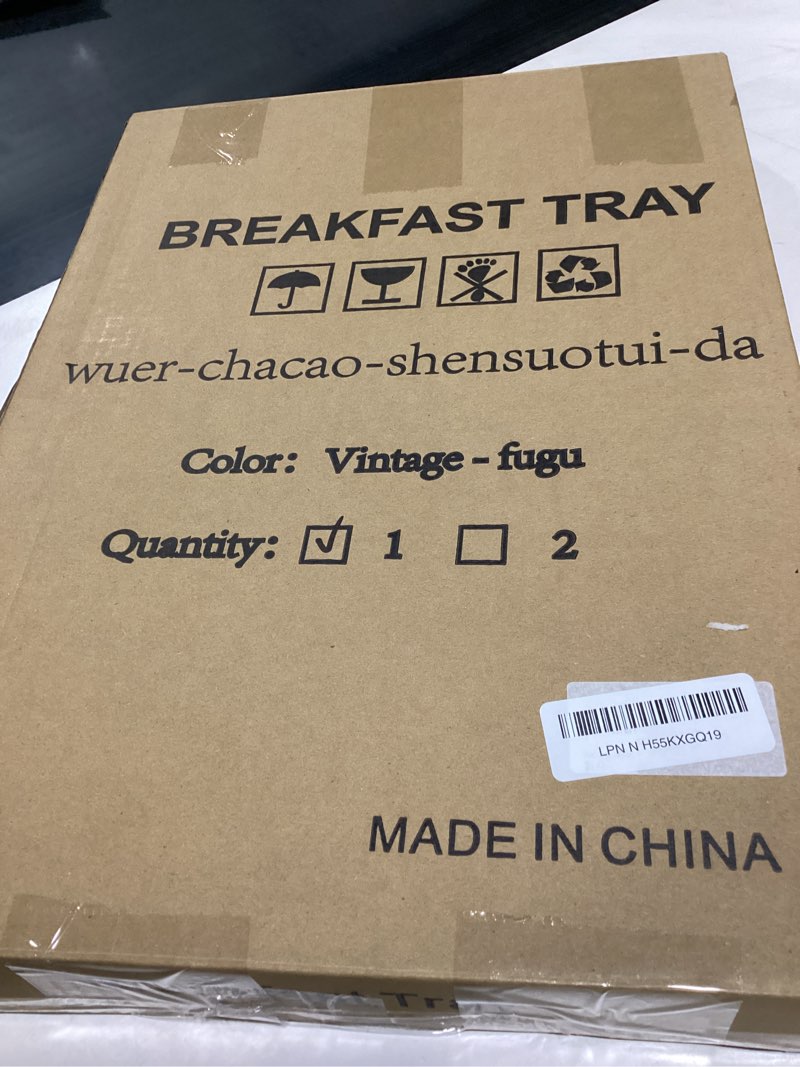 BREAKFAST TRAY
wuer-chacao-shensuotui-da
Color: Vintage - fugu
Quantity: ☑ 1 ☐ 2
LPN N H55KXGQ19
MADE IN CHINA